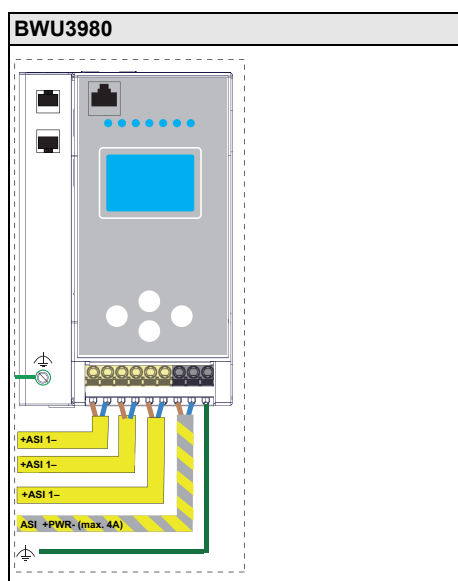 BWU3980
+ASI 1–
+ASI 1–
+ASI 1–
ASI +PWR- (max. 4A)